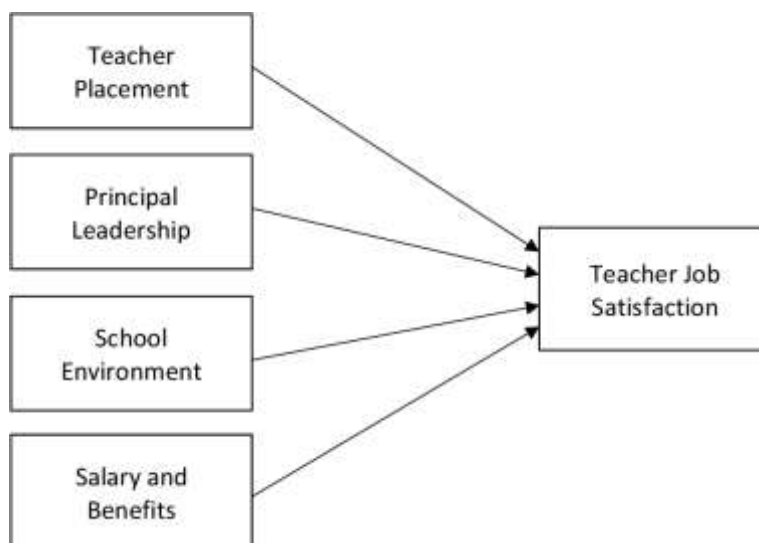 Teacher
Placement
Principal
Leadership
School
Environment
Salary and
Benefits
Teacher Job
Satisfaction